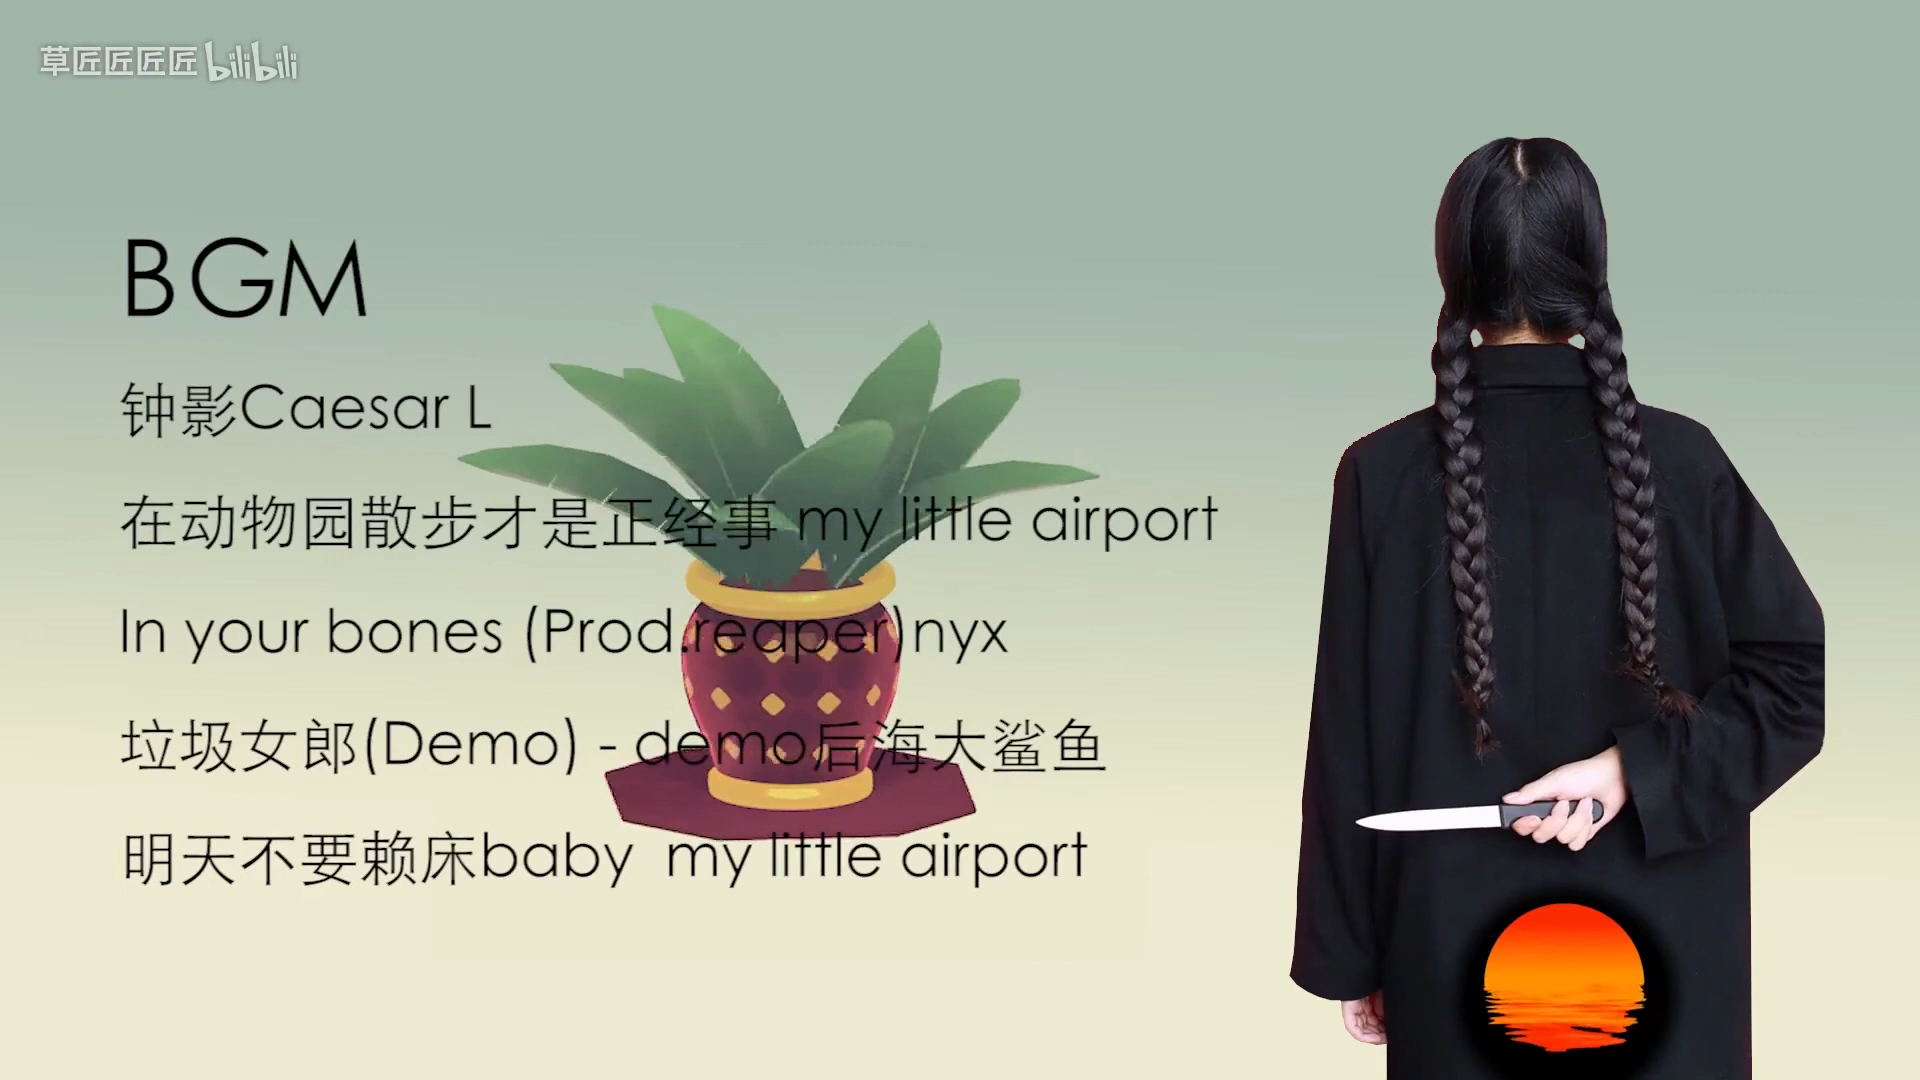 草匠匠匠匠 bilibili
BGM
钟影Caesar L
在动物园散步才是正经事 my little airport
In your bones (Prod.reaper)nyx
垃圾女郎(Demo) - demo后海大鲨鱼
明天不要赖床baby my little airport